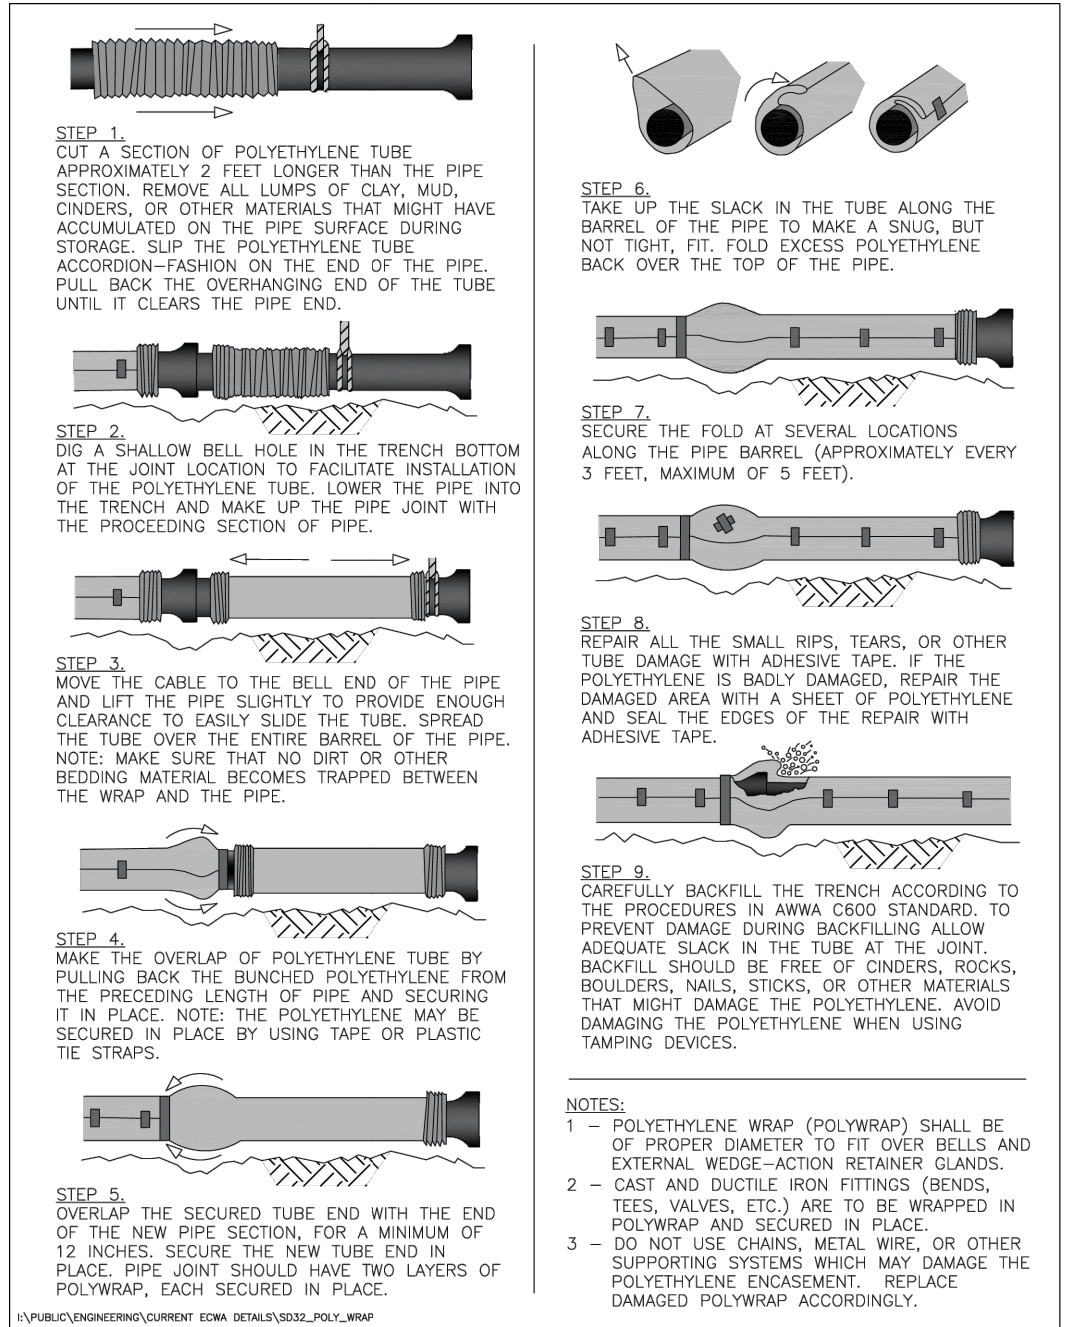 STEP 1.
CUT A SECTION OF POLYETHYLENE TUBE
APPROXIMATELY 2 FEET LONGER THAN THE PIPE
SECTION. REMOVE ALL LUMPS OF CLAY, MUD,
CINDERS, OR OTHER MATERIALS THAT MIGHT HAVE
ACCUMULATED ON THE PIPE SURFACE DURING
STORAGE. SLIP THE POLYETHYLENE TUBE
ACCORDION-FASHION ON THE END OF THE PIPE.
PULL BACK THE OVERHANGING END OF THE TUBE
UNTIL IT CLEARS THE PIPE END.
STEP 2.
DIG A SHALLOW BELL HOLE IN THE TRENCH BOTTOM
AT THE JOINT LOCATION TO FACILITATE INSTALLATION
OF THE POLYETHYLENE TUBE. LOWER THE PIPE INTO
THE TRENCH AND MAKE UP THE PIPE JOINT WITH
THE PROCEEDING SECTION OF PIPE.
STEP 3.
MOVE THE CABLE TO THE BELL END OF THE PIPE
AND LIFT THE PIPE SLIGHTLY TO PROVIDE ENOUGH
CLEARANCE TO EASILY SLIDE THE TUBE. SPREAD
THE TUBE OVER THE ENTIRE BARREL OF THE PIPE.
NOTE: MAKE SURE THAT NO DIRT OR OTHER
BEDDING MATERIAL BECOMES TRAPPED BETWEEN
THE WRAP AND THE PIPE.
STEP 4.
MAKE THE OVERLAP OF POLYETHYLENE TUBE BY
PULLING BACK THE BUNCHED POLYETHYLENE FROM
THE PRECEDING LENGTH OF PIPE AND SECURING
IT IN PLACE. NOTE: THE POLYETHYLENE MAY BE
SECURED IN PLACE BY USING TAPE OR PLASTIC
TIE STRAPS.
STEP 5.
OVERLAP THE SECURED TUBE END WITH THE END
OF THE NEW PIPE SECTION, FOR A MINIMUM OF
12 INCHES. SECURE THE NEW TUBE END IN
PLACE. PIPE JOINT SHOULD HAVE TWO LAYERS OF
POLYWRAP, EACH SECURED IN PLACE.
I:\PUBLIC\ENGINEERING\CURRENT ECWA DETAILS\SD32_POLY_WRAP
STEP 6.
TAKE UP THE SLACK IN THE TUBE ALONG THE
BARREL OF THE PIPE TO MAKE A SNUG, BUT
NOT TIGHT, FIT. FOLD EXCESS POLYETHYLENE
BACK OVER THE TOP OF THE PIPE.
STEP 7.
SECURE THE FOLD AT SEVERAL LOCATIONS
ALONG THE PIPE BARREL (APPROXIMATELY EVERY
3 FEET, MAXIMUM OF 5 FEET).
STEP 8.
REPAIR ALL THE SMALL RIPS, TEARS, OR OTHER
TUBE DAMAGE WITH ADHESIVE TAPE. IF THE
POLYETHYLENE IS BADLY DAMAGED, REPAIR THE
DAMAGED AREA WITH A SHEET OF POLYETHYLENE
AND SEAL THE EDGES OF THE REPAIR WITH
ADHESIVE TAPE.
STEP 9.
CAREFULLY BACKFILL THE TRENCH ACCORDING TO
THE PROCEDURES IN AWWA C600 STANDARD. TO
PREVENT DAMAGE DURING BACKFILLING ALLOW
ADEQUATE SLACK IN THE TUBE AT THE JOINT.
BACKFILL SHOULD BE FREE OF CINDERS, ROCKS,
BOULDERS, NAILS, STICKS, OR OTHER MATERIALS
THAT MIGHT DAMAGE THE POLYETHYLENE. AVOID
DAMAGING THE POLYETHYLENE WHEN USING
TAMPING DEVICES.
NOTES:
1 - POLYETHYLENE WRAP (POLYWRAP) SHALL BE
OF PROPER DIAMETER TO FIT OVER BELLS AND
EXTERNAL WEDGE-ACTION RETAINER GLANDS.
2 - CAST AND DUCTILE IRON FITTINGS (BENDS,
TEES, VALVES, ETC.) ARE TO BE WRAPPED IN
POLYWRAP AND SECURED IN PLACE.
3 - DO NOT USE CHAINS, METAL WIRE, OR OTHER
SUPPORTING SYSTEMS WHICH MAY DAMAGE THE
POLYETHYLENE ENCASEMENT. REPLACE
DAMAGED POLYWRAP ACCORDINGLY.